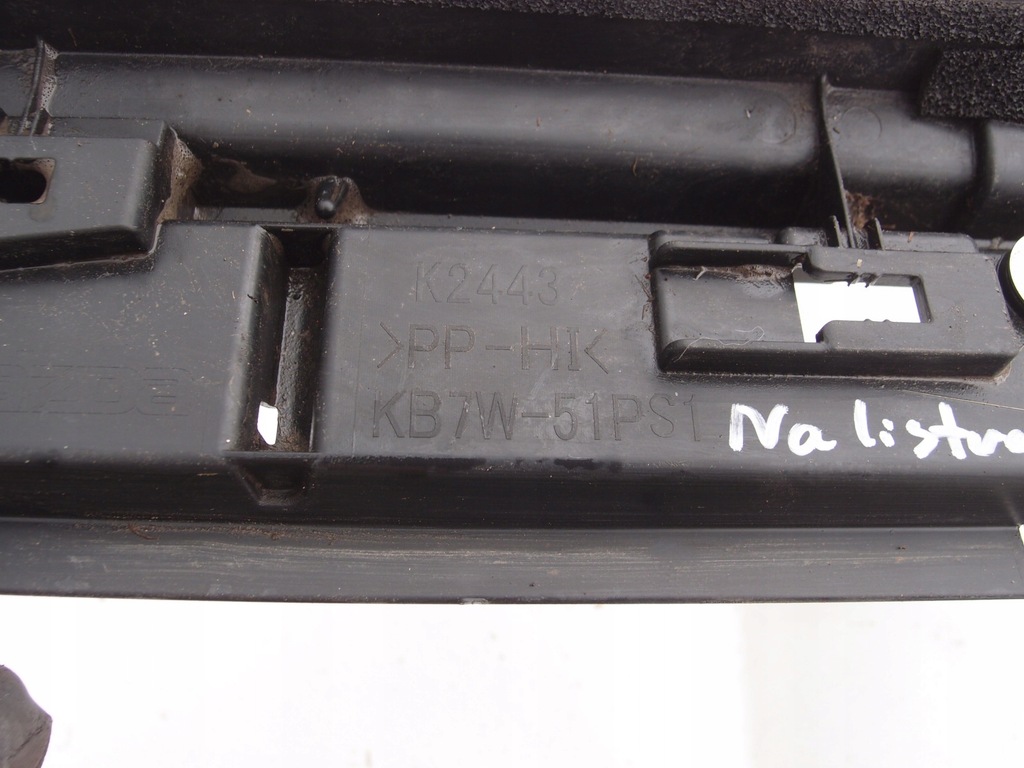 K2443
>PP-HI<
KB7W-51PS1
Na listw